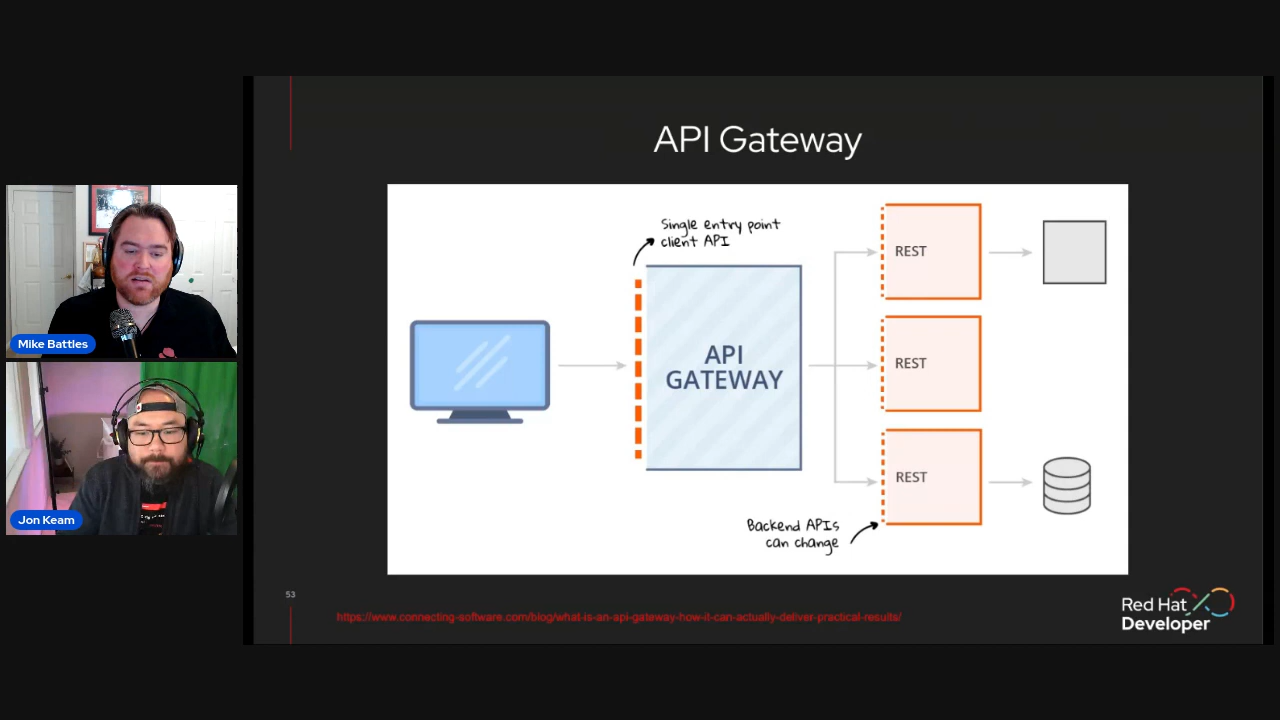 API Gateway
Single entry point
client API
API
GATEWAY
REST
REST
REST
Backend APIs
can change
Mike Battles
Jon Keam
53
https://www.connecting-software.com/blog/what-is-an-api-gateway-how-it-can-actually-deliver-practical-results/
Red Hat
Developer